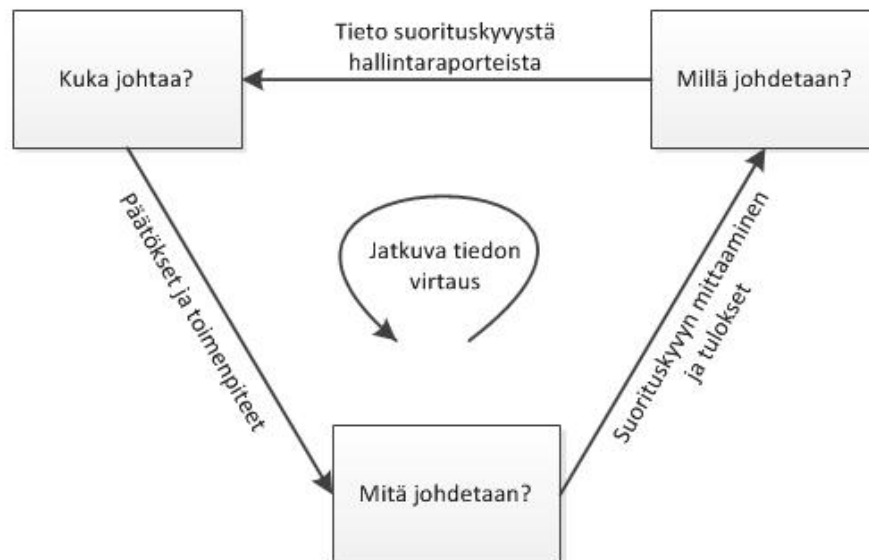 Tieto suorituskyvystä
hallintaraporteista
Kuka johtaa?
Millä johdetaan?
Päätökset ja toimenpiteet
Jatkuva tiedon
virtaus
Suorituskyvyn mittaaminen
ja tulokset
Mitä johdetaan?